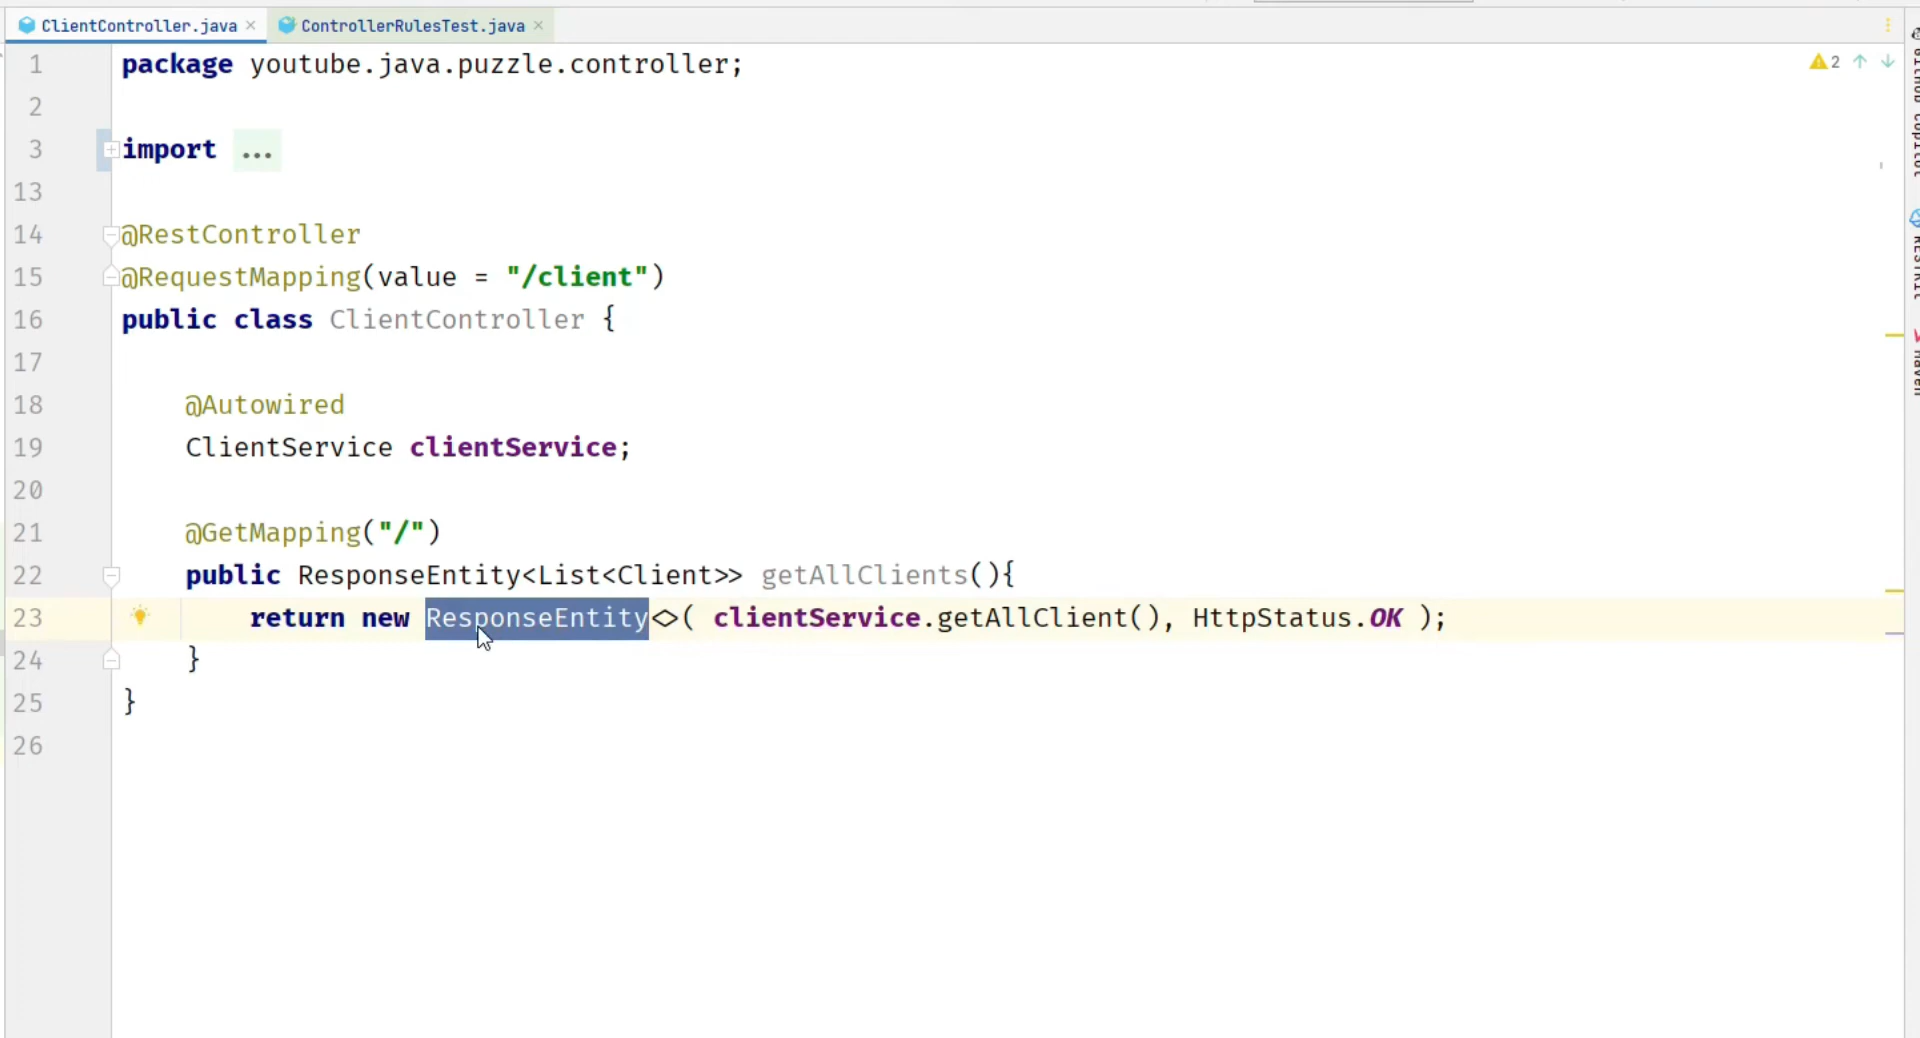 ClientController.java ControllerRulesTest.java
1 package youtube.java.puzzle.controller;
2
3 import ...
13
14 @RestController
15 @RequestMapping(value = "/client")
16 public class ClientController {
17
18 @Autowired
19 ClientService clientService;
20
21 @GetMapping("/")
22 public ResponseEntity<List<Client>> getAllClients(){
23 return new ResponseEntity<>( clientService.getAllClient(), HttpStatus.OK );
24 }
25 }
26
2